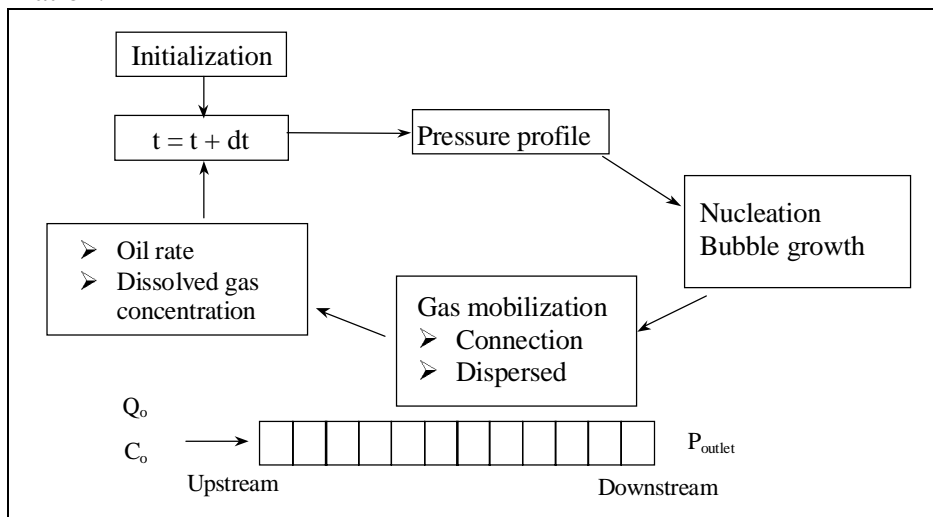 Initialization
t = t + dt
Pressure profile
Nucleation
Bubble growth
Gas mobilization
➢ Connection
➢ Dispersed
➢ Oil rate
➢ Dissolved gas
concentration
Qo
Co
Poutlet
Upstream
Downstream